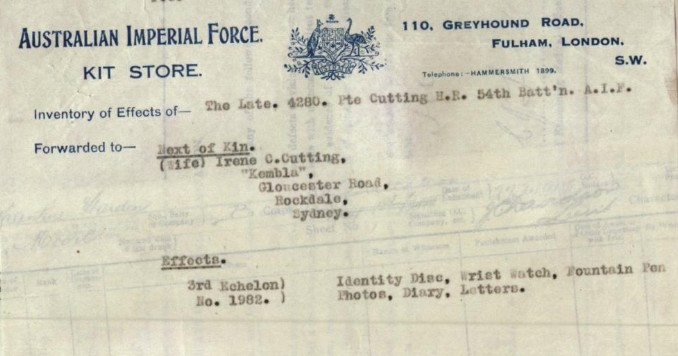 AUSTRALIAN IMPERIAL FORCE.
KIT STORE.
110, GREYHOUND ROAD,
FULHAM, LONDON.
S.W.
Telephone:—HAMMERSMITH 1899.
Inventory of Effects of— The Late. 4280. Pte Cutting H.R. 54th Batt'n. A.I.F.
Forwarded to— Next of Kin.
(Wife) Irene C.Cutting,
"Kembla",
Gloucester Road,
Rockdale,
Sydney.
Effects.
3rd Echelon) Identity Disc, Wrist Watch, Fountain Pen
No. 1982. ) Photos, Diary, Letters.